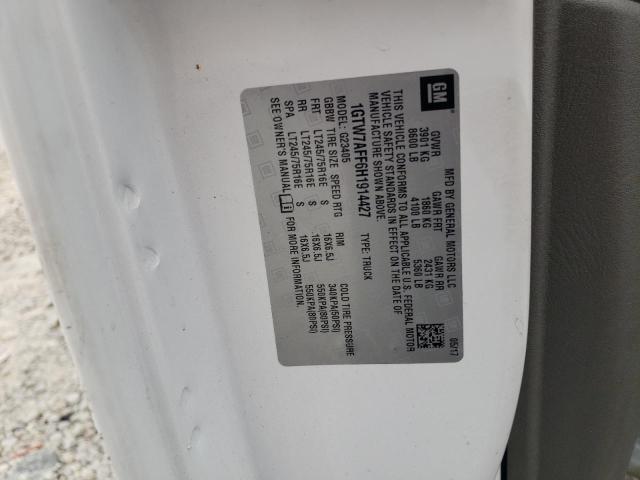 GM
MFD BY GENERAL MOTORS LLC
05/17
GVWR GAWR FRT GAWR RR
3901 KG 1860 KG 2431 KG
8600 LB 4100 LB 5360 LB
THIS VEHICLE CONFORMS TO ALL APPLICABLE U.S. FEDERAL MOTOR
VEHICLE SAFETY STANDARDS IN EFFECT ON THE DATE OF
MANUFACTURE SHOWN ABOVE.
1GTW7AFF6H1914427 TYPE: TRUCK
MODEL: G23405
GBBW TIRE SIZE SPEED RTG RIM COLD TIRE PRESSURE
FRT LT245/75R16E S 16X6.5J 340KPA(50PSI)
RR LT245/75R16E S 16X6.5J 550KPA(80PSI)
SPA LT245/75R16E S 16X6.5J 550KPA(80PSI)
SEE OWNER'S MANUAL FOR MORE INFORMATION.